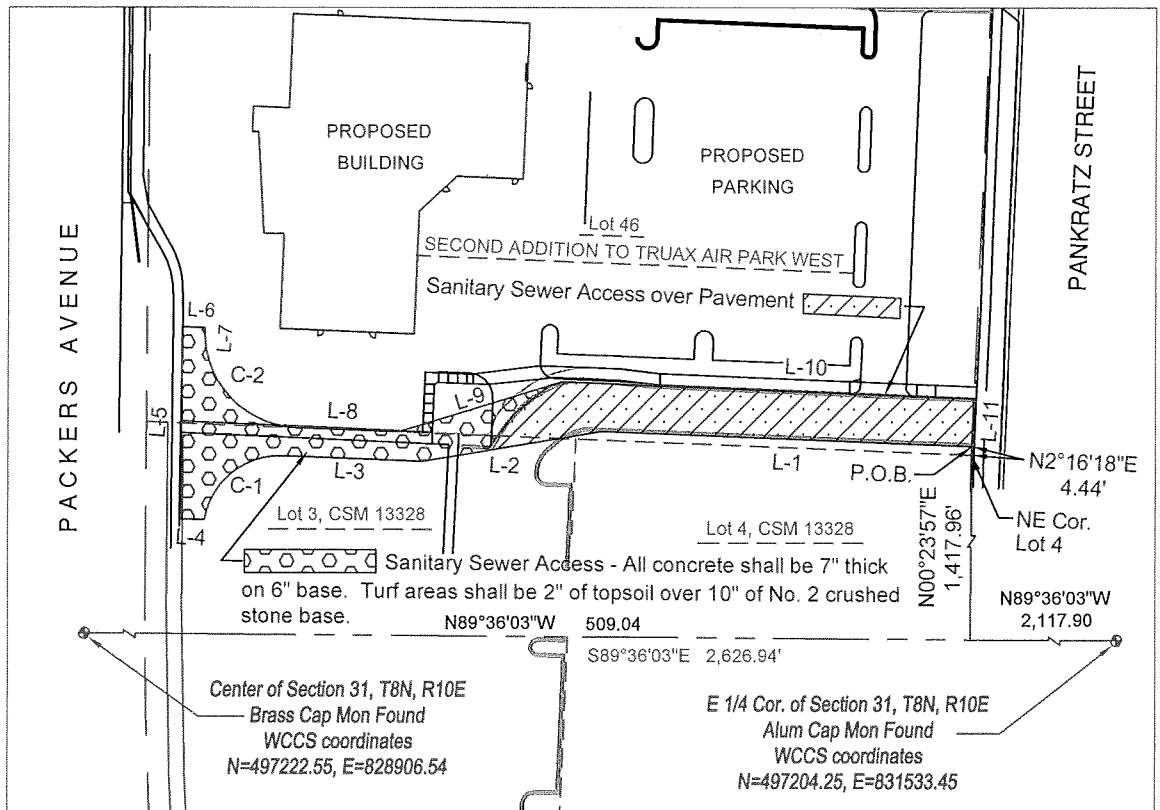 PROPOSED
BUILDING
PROPOSED
PARKING
PANKRATZ STREET
PACKERS AVENUE
Lot 46
SECOND ADDITION TO TRUAX AIR PARK WEST
Sanitary Sewer Access over Pavement
L-6
L-7
C-2
L-5
L-8
L-9
L-10
L-11
L-3
L-2
L-1
C-1
L-4
P.O.B.
N2°16'18"E
4.44'
NE Cor.
Lot 4
N00°23'57"E
1,417.96'
Lot 3, CSM 13328
Lot 4, CSM 13328
Sanitary Sewer Access - All concrete shall be 7" thick
on 6" base. Turf areas shall be 2" of topsoil over 10" of No. 2 crushed
stone base.
N89°36'03"W 509.04
N89°36'03"W
2,117.90
S89°36'03"E 2,626.94'
Center of Section 31, T8N, R10E
Brass Cap Mon Found
WCCS coordinates
N=497222.55, E=828906.54
E 1/4 Cor. of Section 31, T8N, R10E
Alum Cap Mon Found
WCCS coordinates
N=497204.25, E=831533.45